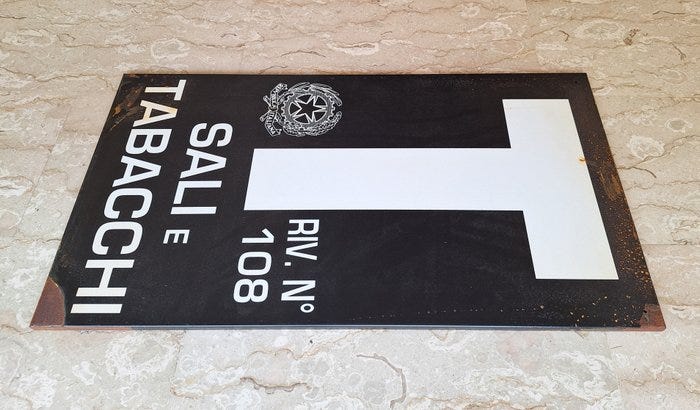 T
RIV. N°
108
SALI E
TABACCHI